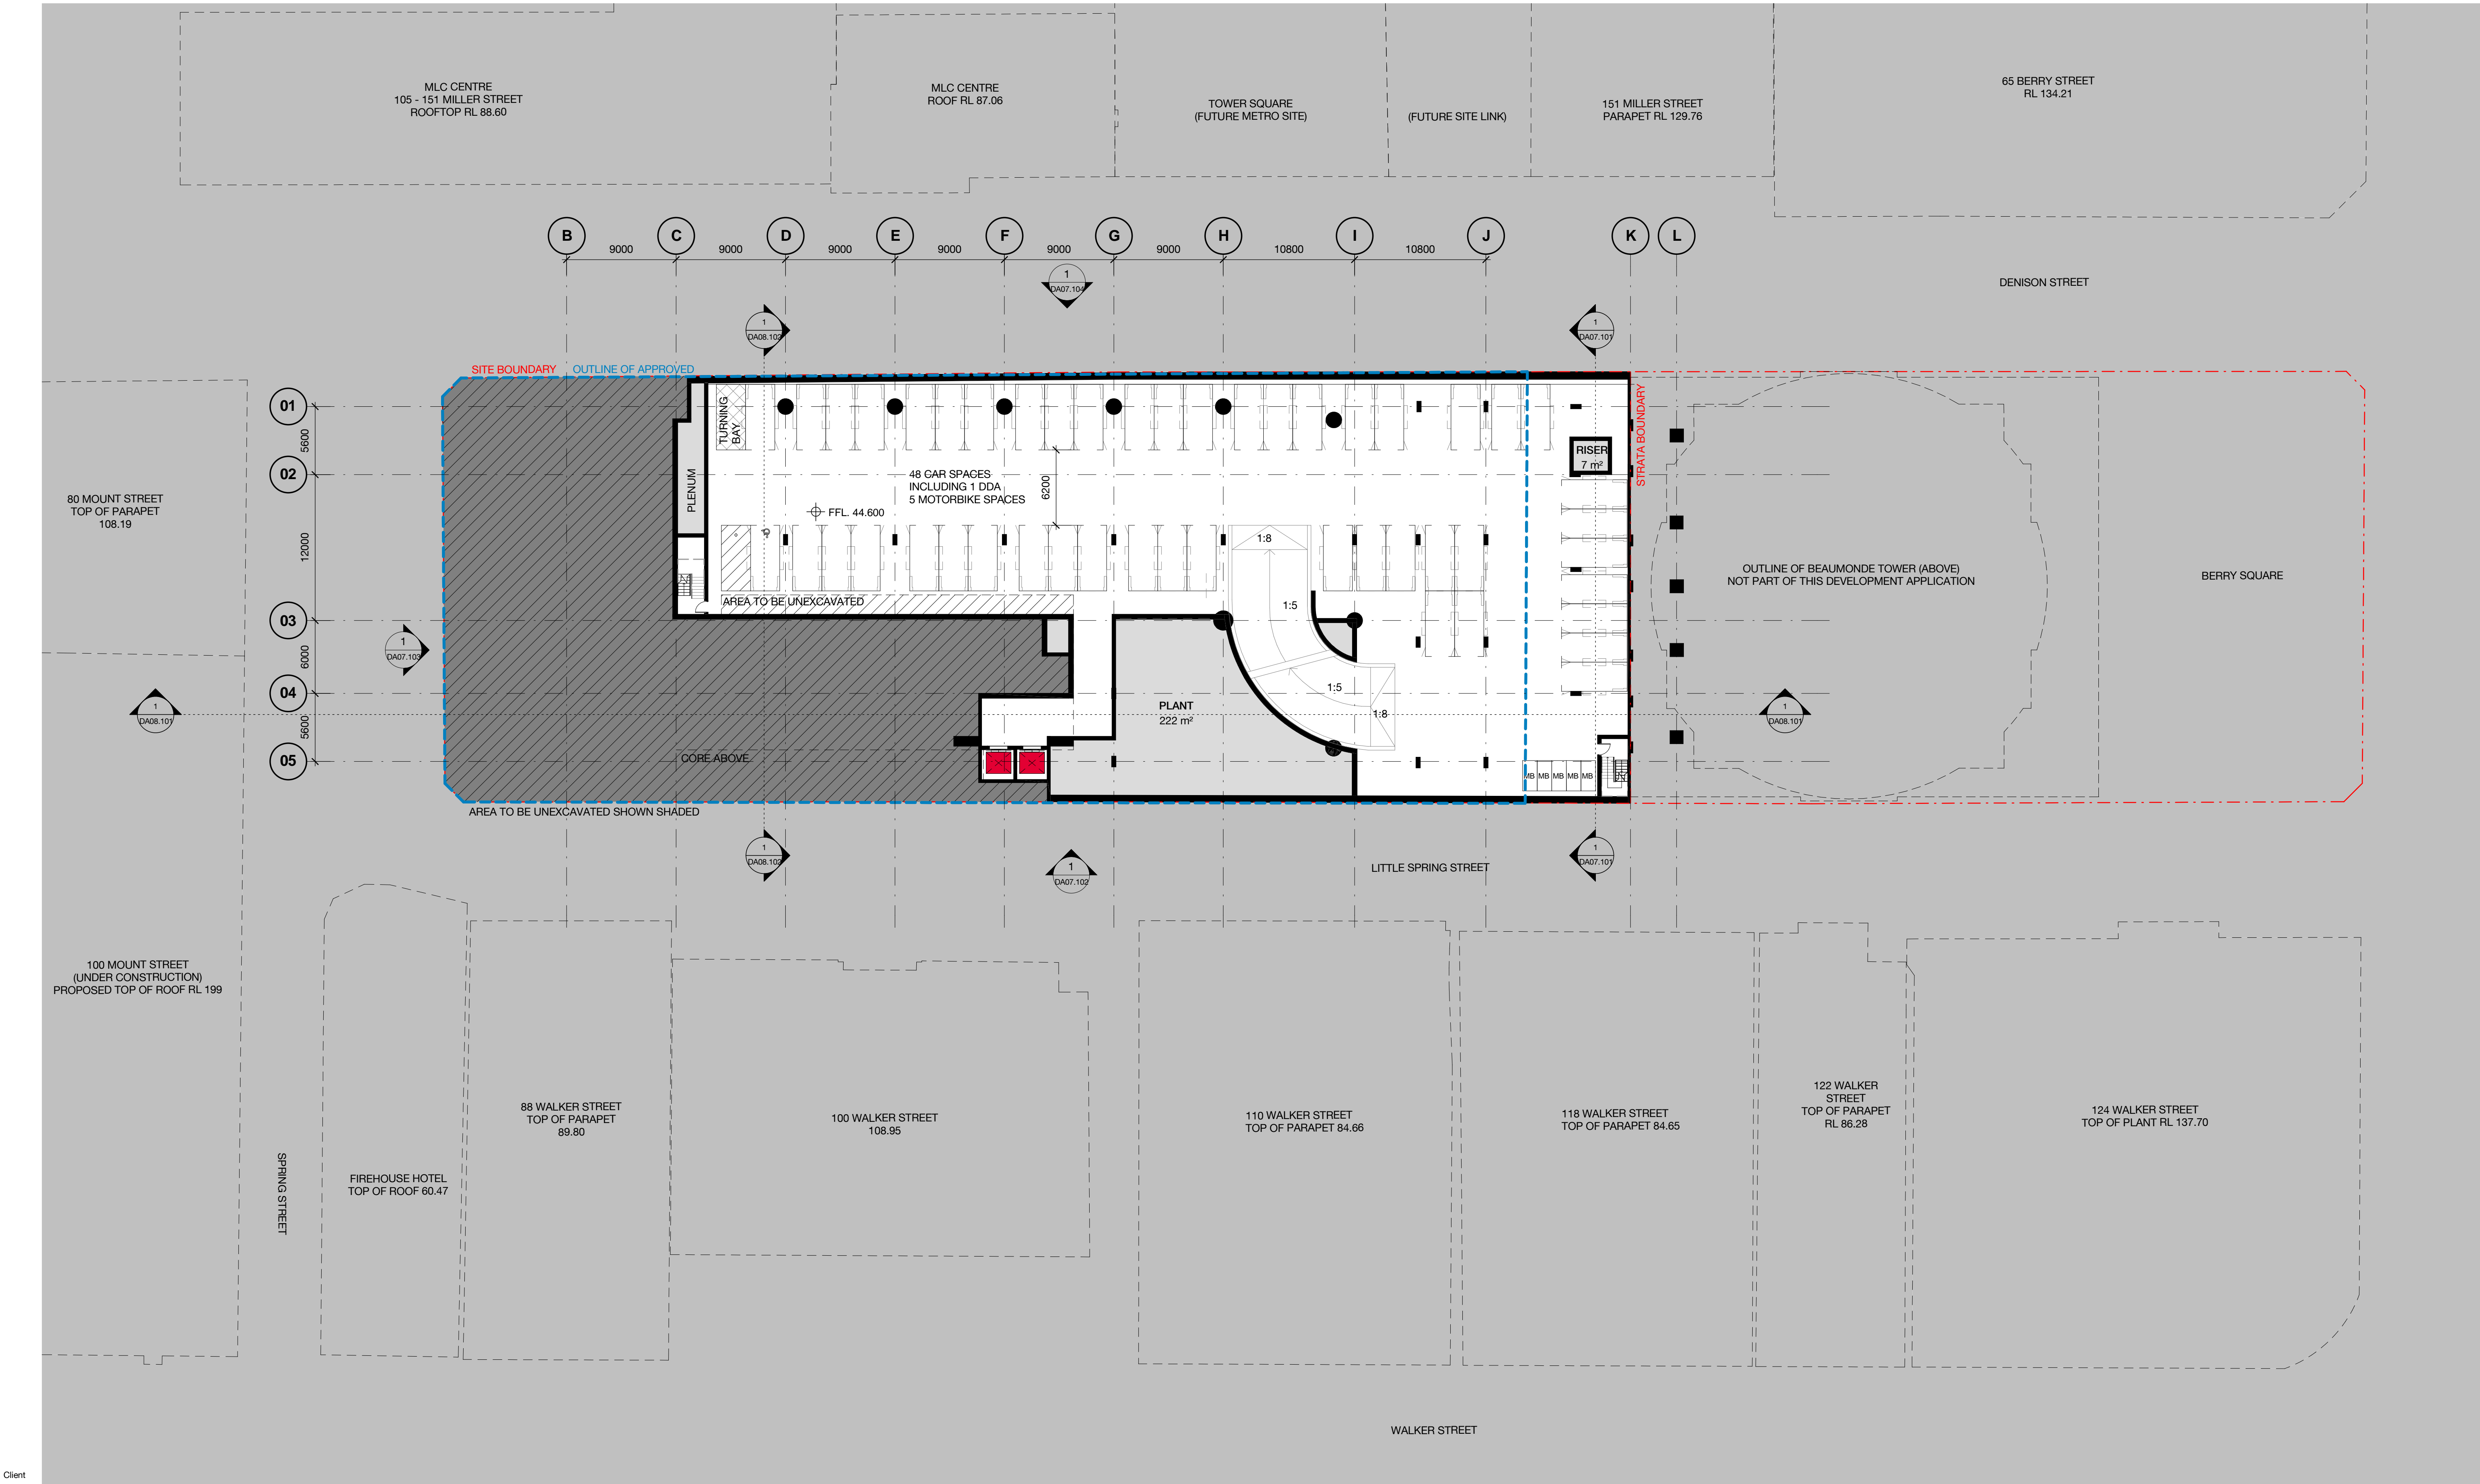 MLC CENTRE
105 - 151 MILLER STREET
ROOFTOP RL 88.60
MLC CENTRE
ROOF RL 87.06
TOWER SQUARE
(FUTURE METRO SITE)
(FUTURE SITE LINK)
151 MILLER STREET
PARAPET RL 129.76
65 BERRY STREET
RL 134.21
B
C
D
E
F
G
H
I
J
K
L
9000
9000
9000
9000
9000
9000
10800
10800
DENISON STREET
1
DA07.104
1
DA08.102
1
DA07.101
SITE BOUNDARY
OUTLINE OF APPROVED
STRATA BOUNDARY
01
5600
02
12000
03
6000
04
5600
05
80 MOUNT STREET
TOP OF PARAPET
108.19
TURNING
BAY
PLENUM
48 CAR SPACES
INCLUDING 1 DDA
5 MOTORBIKE SPACES
6200
FFL. 44.600
RISER
7 m²
1:8
1:5
1:5
1:8
AREA TO BE UNEXCAVATED
OUTLINE OF BEAUMONDE TOWER (ABOVE)
NOT PART OF THIS DEVELOPMENT APPLICATION
BERRY SQUARE
1
DA07.103
1
DA08.101
PLANT
222 m²
1
DA08.101
CORE ABOVE
MB
MB
MB
MB
MB
AREA TO BE UNEXCAVATED SHOWN SHADED
1
DA08.102
1
DA07.102
1
DA07.101
LITTLE SPRING STREET
100 MOUNT STREET
(UNDER CONSTRUCTION)
PROPOSED TOP OF ROOF RL 199
SPRING STREET
FIREHOUSE HOTEL
TOP OF ROOF 60.47
88 WALKER STREET
TOP OF PARAPET
89.80
100 WALKER STREET
108.95
110 WALKER STREET
TOP OF PARAPET 84.66
118 WALKER STREET
TOP OF PARAPET 84.65
122 WALKER
STREET
TOP OF PARAPET
RL 86.28
124 WALKER STREET
TOP OF PLANT RL 137.70
WALKER STREET
Client